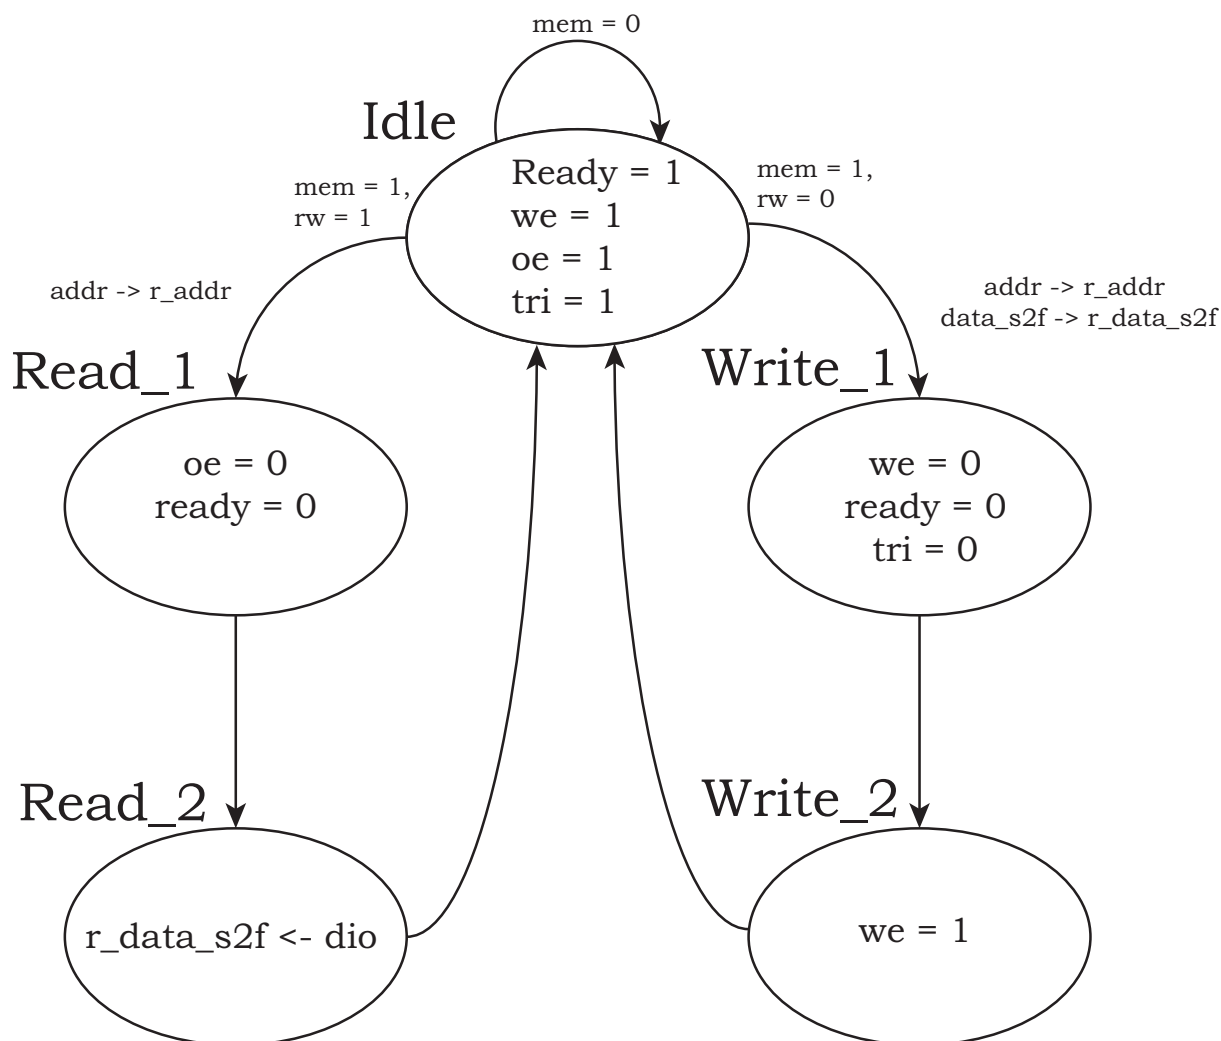 mem = 0
Idle
Ready = 1
we = 1
oe = 1
tri = 1
mem = 1,
rw = 1
mem = 1,
rw = 0
addr -> r_addr
addr -> r_addr
data_s2f -> r_data_s2f
Read_1
Write_1
oe = 0
ready = 0
we = 0
ready = 0
tri = 0
Read_2
Write_2
r_data_s2f <- dio
we = 1